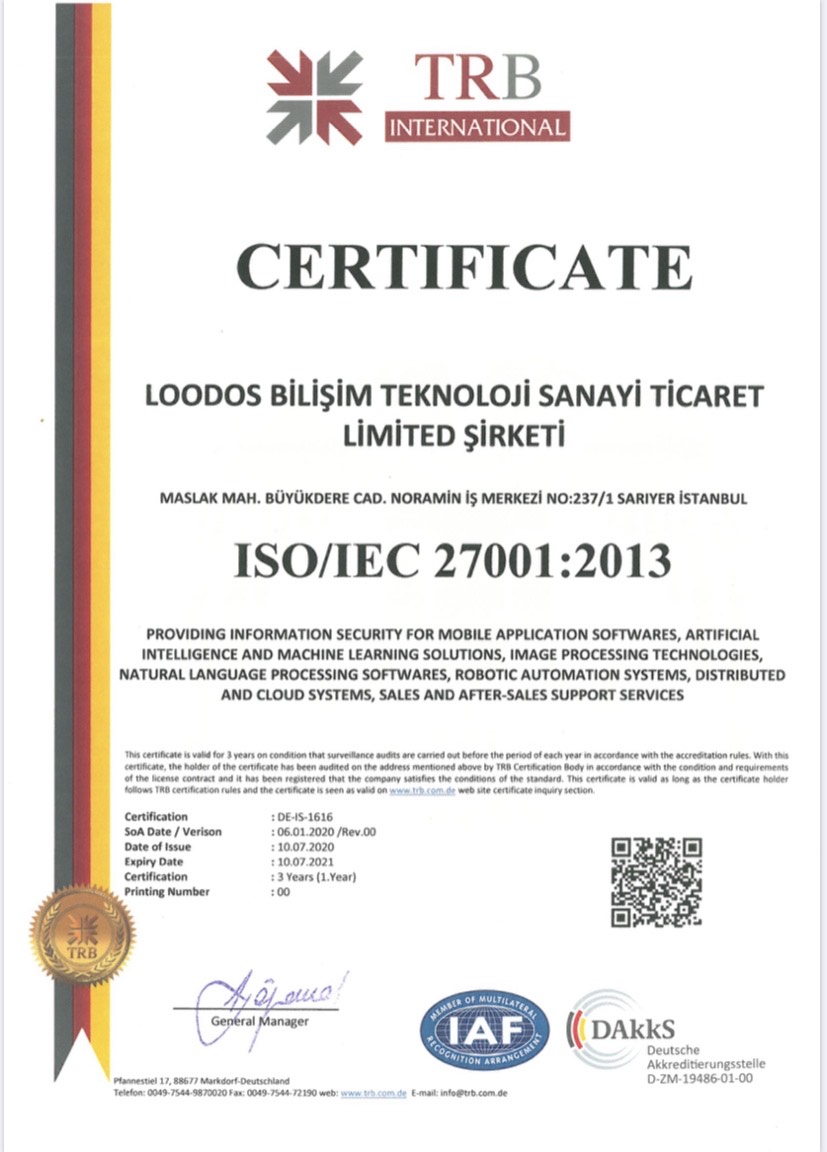 TRB
INTERNATIONAL
CERTIFICATE
LOODOS BİLİŞİM TEKNOLOJİ SANAYİ TİCARET
LİMİTED ŞİRKETİ
MASLAK MAH. BÜYÜKDERE CAD. NORAMIN İŞ MERKEZİ NO:237/1 SARIYER İSTANBUL
ISO/IEC 27001:2013
PROVIDING INFORMATION SECURITY FOR MOBILE APPLICATION SOFTWARES, ARTIFICIAL
INTELLIGENCE AND MACHINE LEARNING SOLUTIONS, IMAGE PROCESSING TECHNOLOGIES,
NATURAL LANGUAGE PROCESSING SOFTWARES, ROBOTIC AUTOMATION SYSTEMS, DISTRIBUTED
AND CLOUD SYSTEMS, SALES AND AFTER-SALES SUPPORT SERVICES
This certificate is valid for 3 years on condition that surveillance audits are carried out before the period of each year in accordance with the accreditation rules. With this
certificate, the holder of the certificate has been audited on the address mentioned above by TRB Certification Body in accordance with the condition and requirements
of the license contract and it has been registered that the company satisfies the conditions of the standard. This certificate is valid as long as the certificate holder
follows TRB certification rules and the certificate is seen as valid on www.trb.com.de web site certificate inquiry section.
Certification : DE-IS-1616
SoA Date / Verison : 06.01.2020 /Rev.00
Date of Issue : 10.07.2020
Expiry Date : 10.07.2021
Certification : 3 Years (1.Year)
Printing Number : 00
TRB
General Manager
MEMBER OF MULTILATERAL
IAF
RECOGNITION ARRANGEMENT
DAkkS
Deutsche
Akkreditierungsstelle
D-ZM-19486-01-00
Pfannestiel 17, 88677 Markdorf-Deutschland
Telefon: 0049-7544-9870020 Fax: 0049-7544-72190 web: www.trb.com.de E-mail: info@trb.com.de